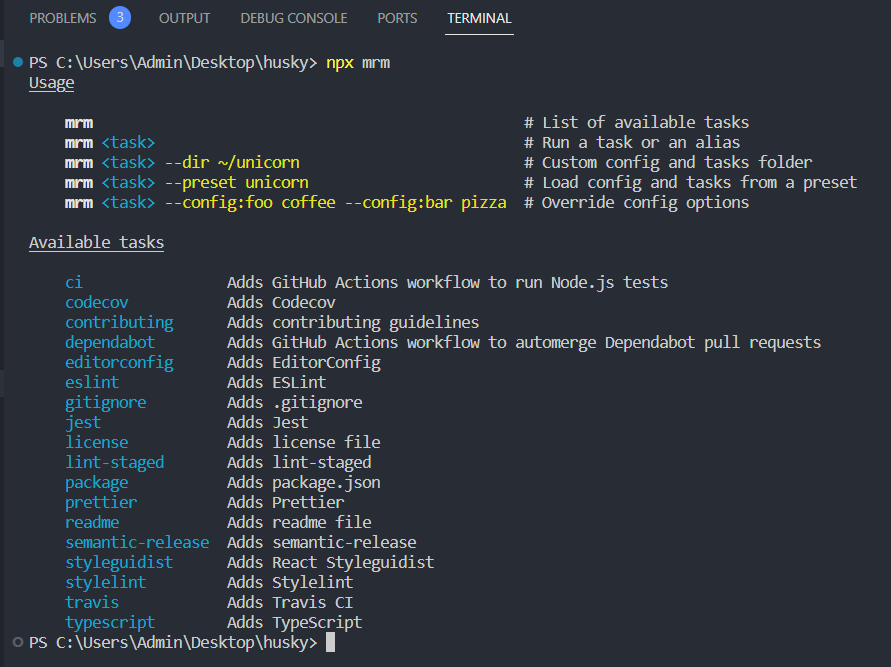 PROBLEMS 3 OUTPUT DEBUG CONSOLE PORTS TERMINAL
PS C:\Users\Admin\Desktop\husky> npx mrm
Usage
mrm # List of available tasks
mrm <task> # Run a task or an alias
mrm <task> --dir ~/unicorn # Custom config and tasks folder
mrm <task> --preset unicorn # Load config and tasks from a preset
mrm <task> --config:foo coffee --config:bar pizza # Override config options
Available tasks
ci Adds GitHub Actions workflow to run Node.js tests
codecov Adds Codecov
contributing Adds contributing guidelines
dependabot Adds GitHub Actions workflow to automerge Dependabot pull requests
editorconfig Adds EditorConfig
eslint Adds ESLint
gitignore Adds .gitignore
jest Adds Jest
license Adds license file
lint-staged Adds lint-staged
package Adds package.json
prettier Adds Prettier
readme Adds readme file
semantic-release Adds semantic-release
styleguidist Adds React Styleguidist
stylelint Adds Stylelint
travis Adds Travis CI
typescript Adds TypeScript
PS C:\Users\Admin\Desktop\husky>